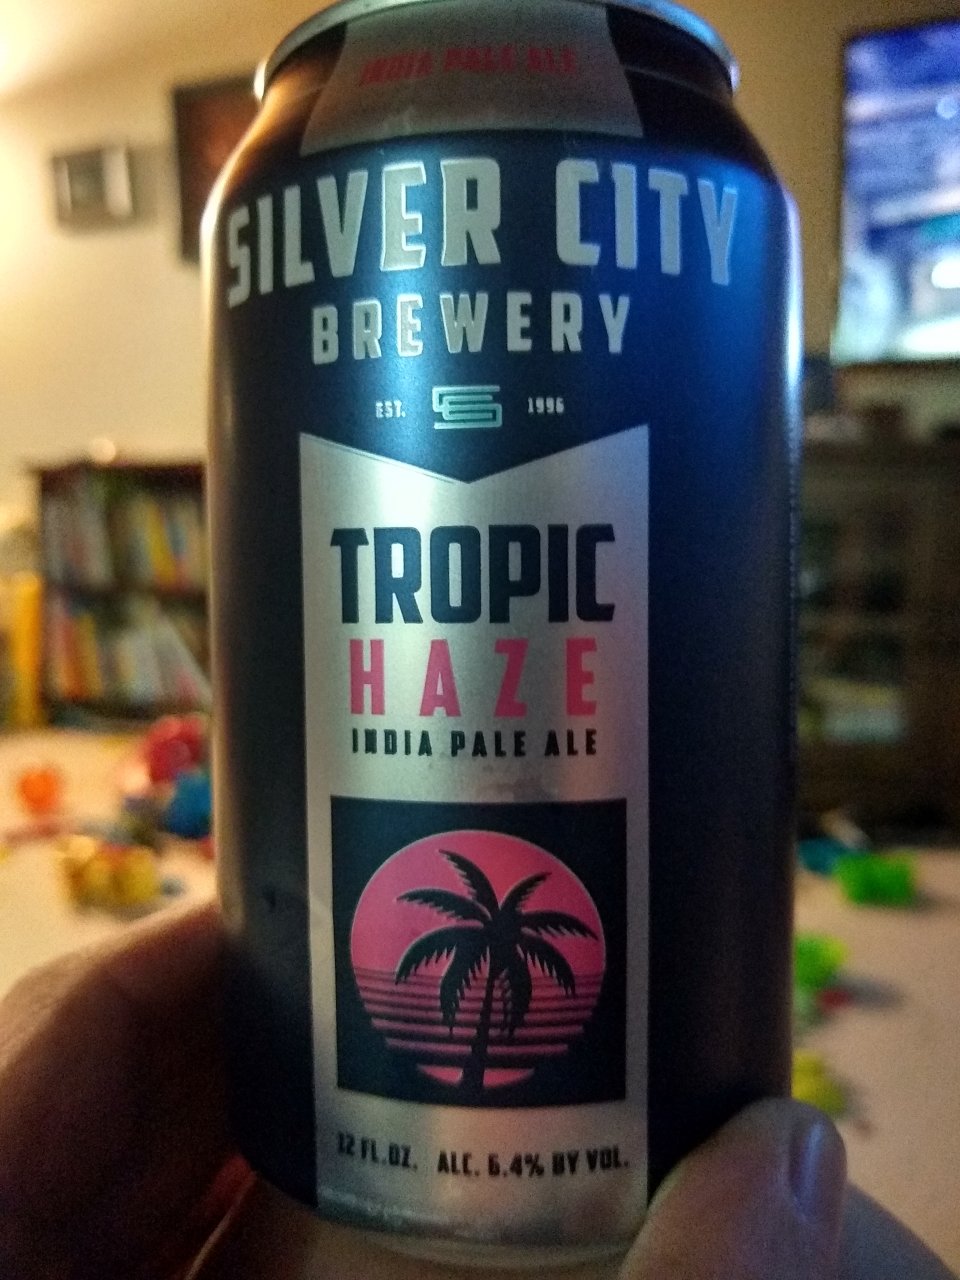 INDIA PALE ALE
SILVER CITY
BREWERY
EST. 1996
TROPIC
HAZE
INDIA PALE ALE
12 FL.OZ. ALC. 6.4% BY VOL.